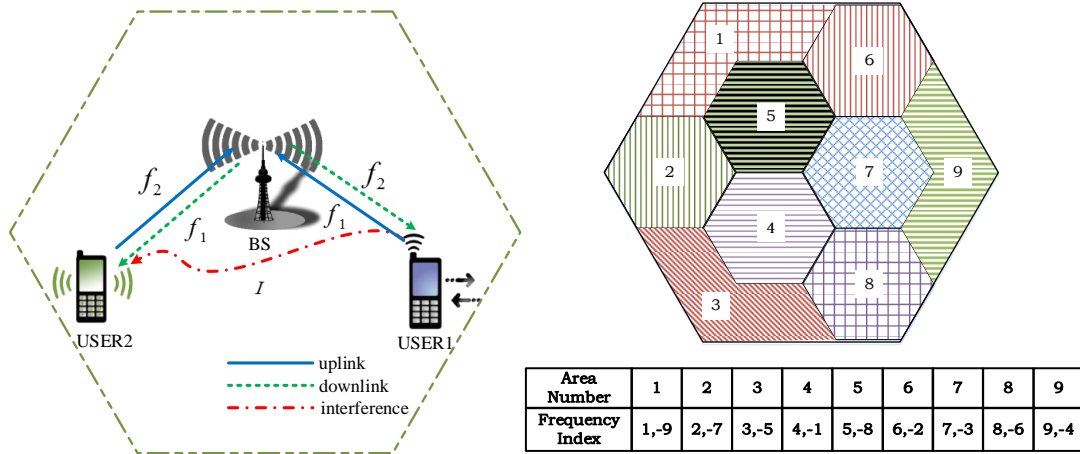 f2
f1
BS
f2
f1
I
USER2
USER1
uplink
downlink
interference
1
6
5
2
7
9
4
8
3
Area Number 1 2 3 4 5 6 7 8 9
Frequency Index 1,-9 2,-7 3,-5 4,-1 5,-8 6,-2 7,-3 8,-6 9,-4